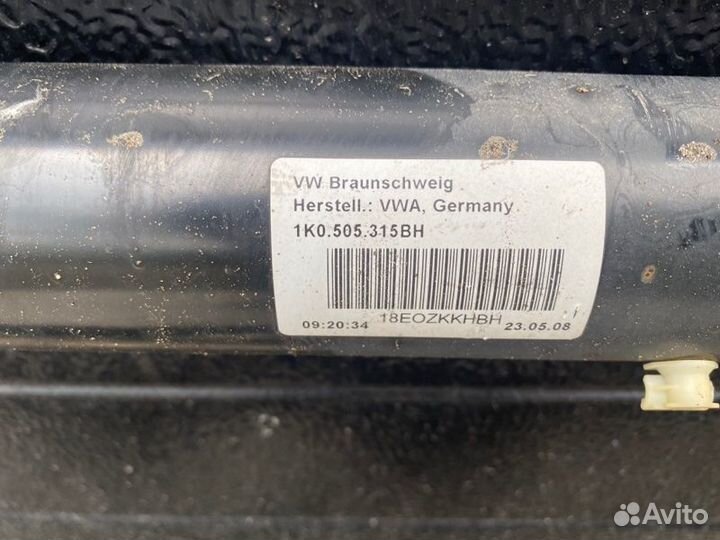 VW Braunschweig
Herstell.: VWA, Germany
1K0.505.315BH
18EOZKKHBH
09:20:34 23.05.08
Avito